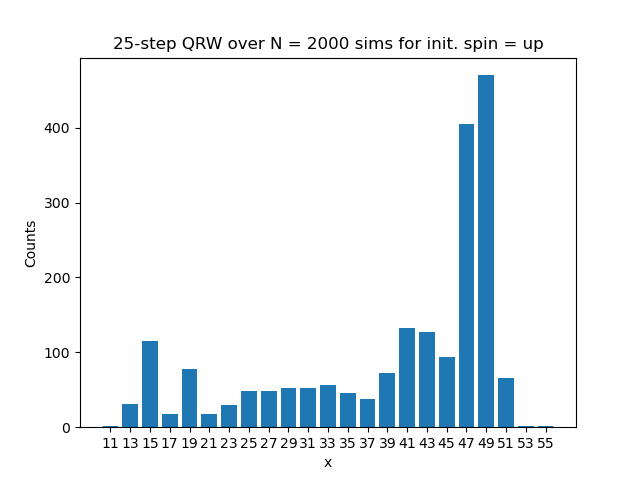 25-step QRW over N = 2000 sims for init. spin = up
400
300
200
100
0
Counts
11 13 15 17 19 21 23 25 27 29 31 33 35 37 39 41 43 45 47 49 51 53 55
x